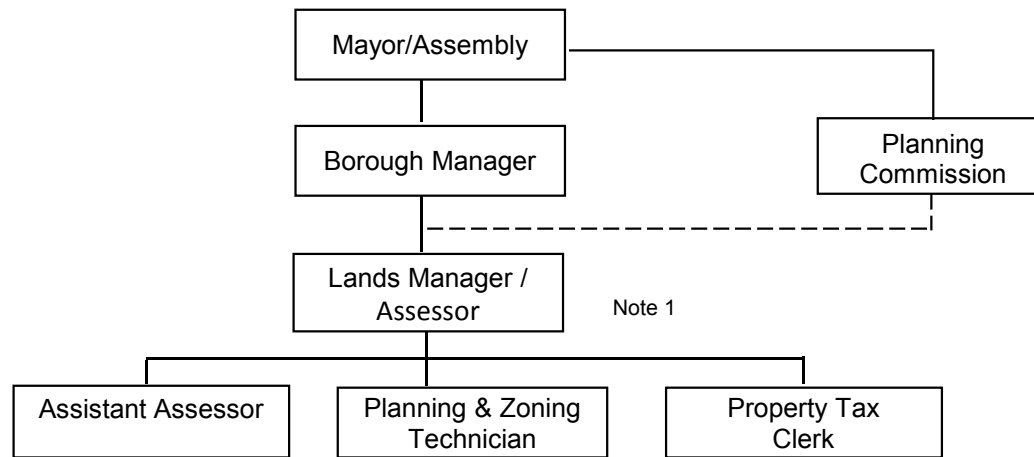 Mayor/Assembly
Borough Manager
Planning
Commission
Lands Manager /
Assessor
Note 1
Assistant Assessor
Planning & Zoning
Technician
Property Tax
Clerk